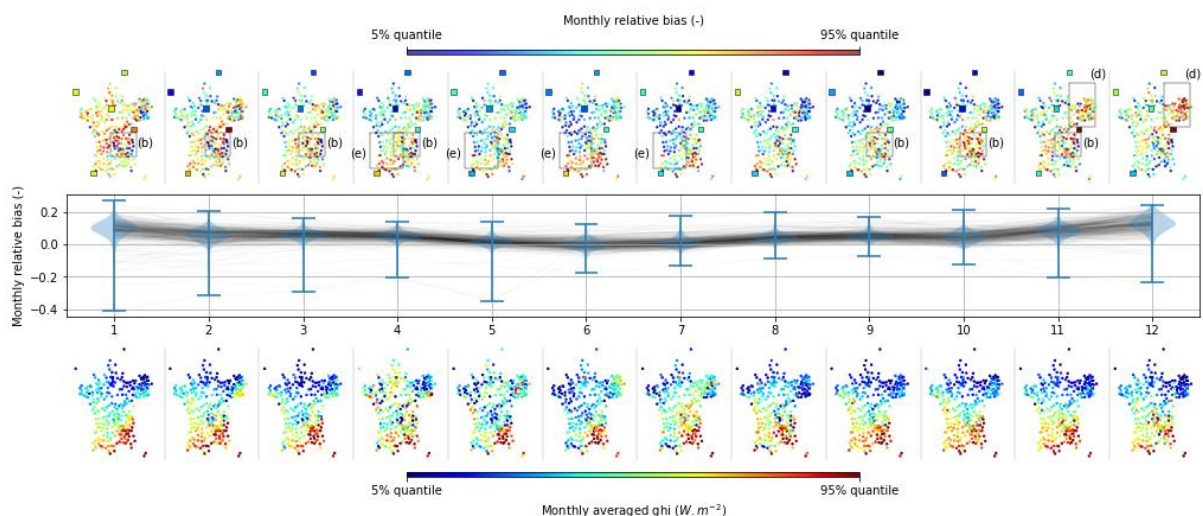 Monthly relative bias (-)
5% quantile 95% quantile
(d) (d)
(b) (b) (b) (e) (b) (e) (e) (e) (b) (b) (b)
Monthly relative bias (-)
0.2
0.0
−0.2
−0.4
1 2 3 4 5 6 7 8 9 10 11 12
5% quantile 95% quantile
Monthly averaged ghi (W.m⁻²)